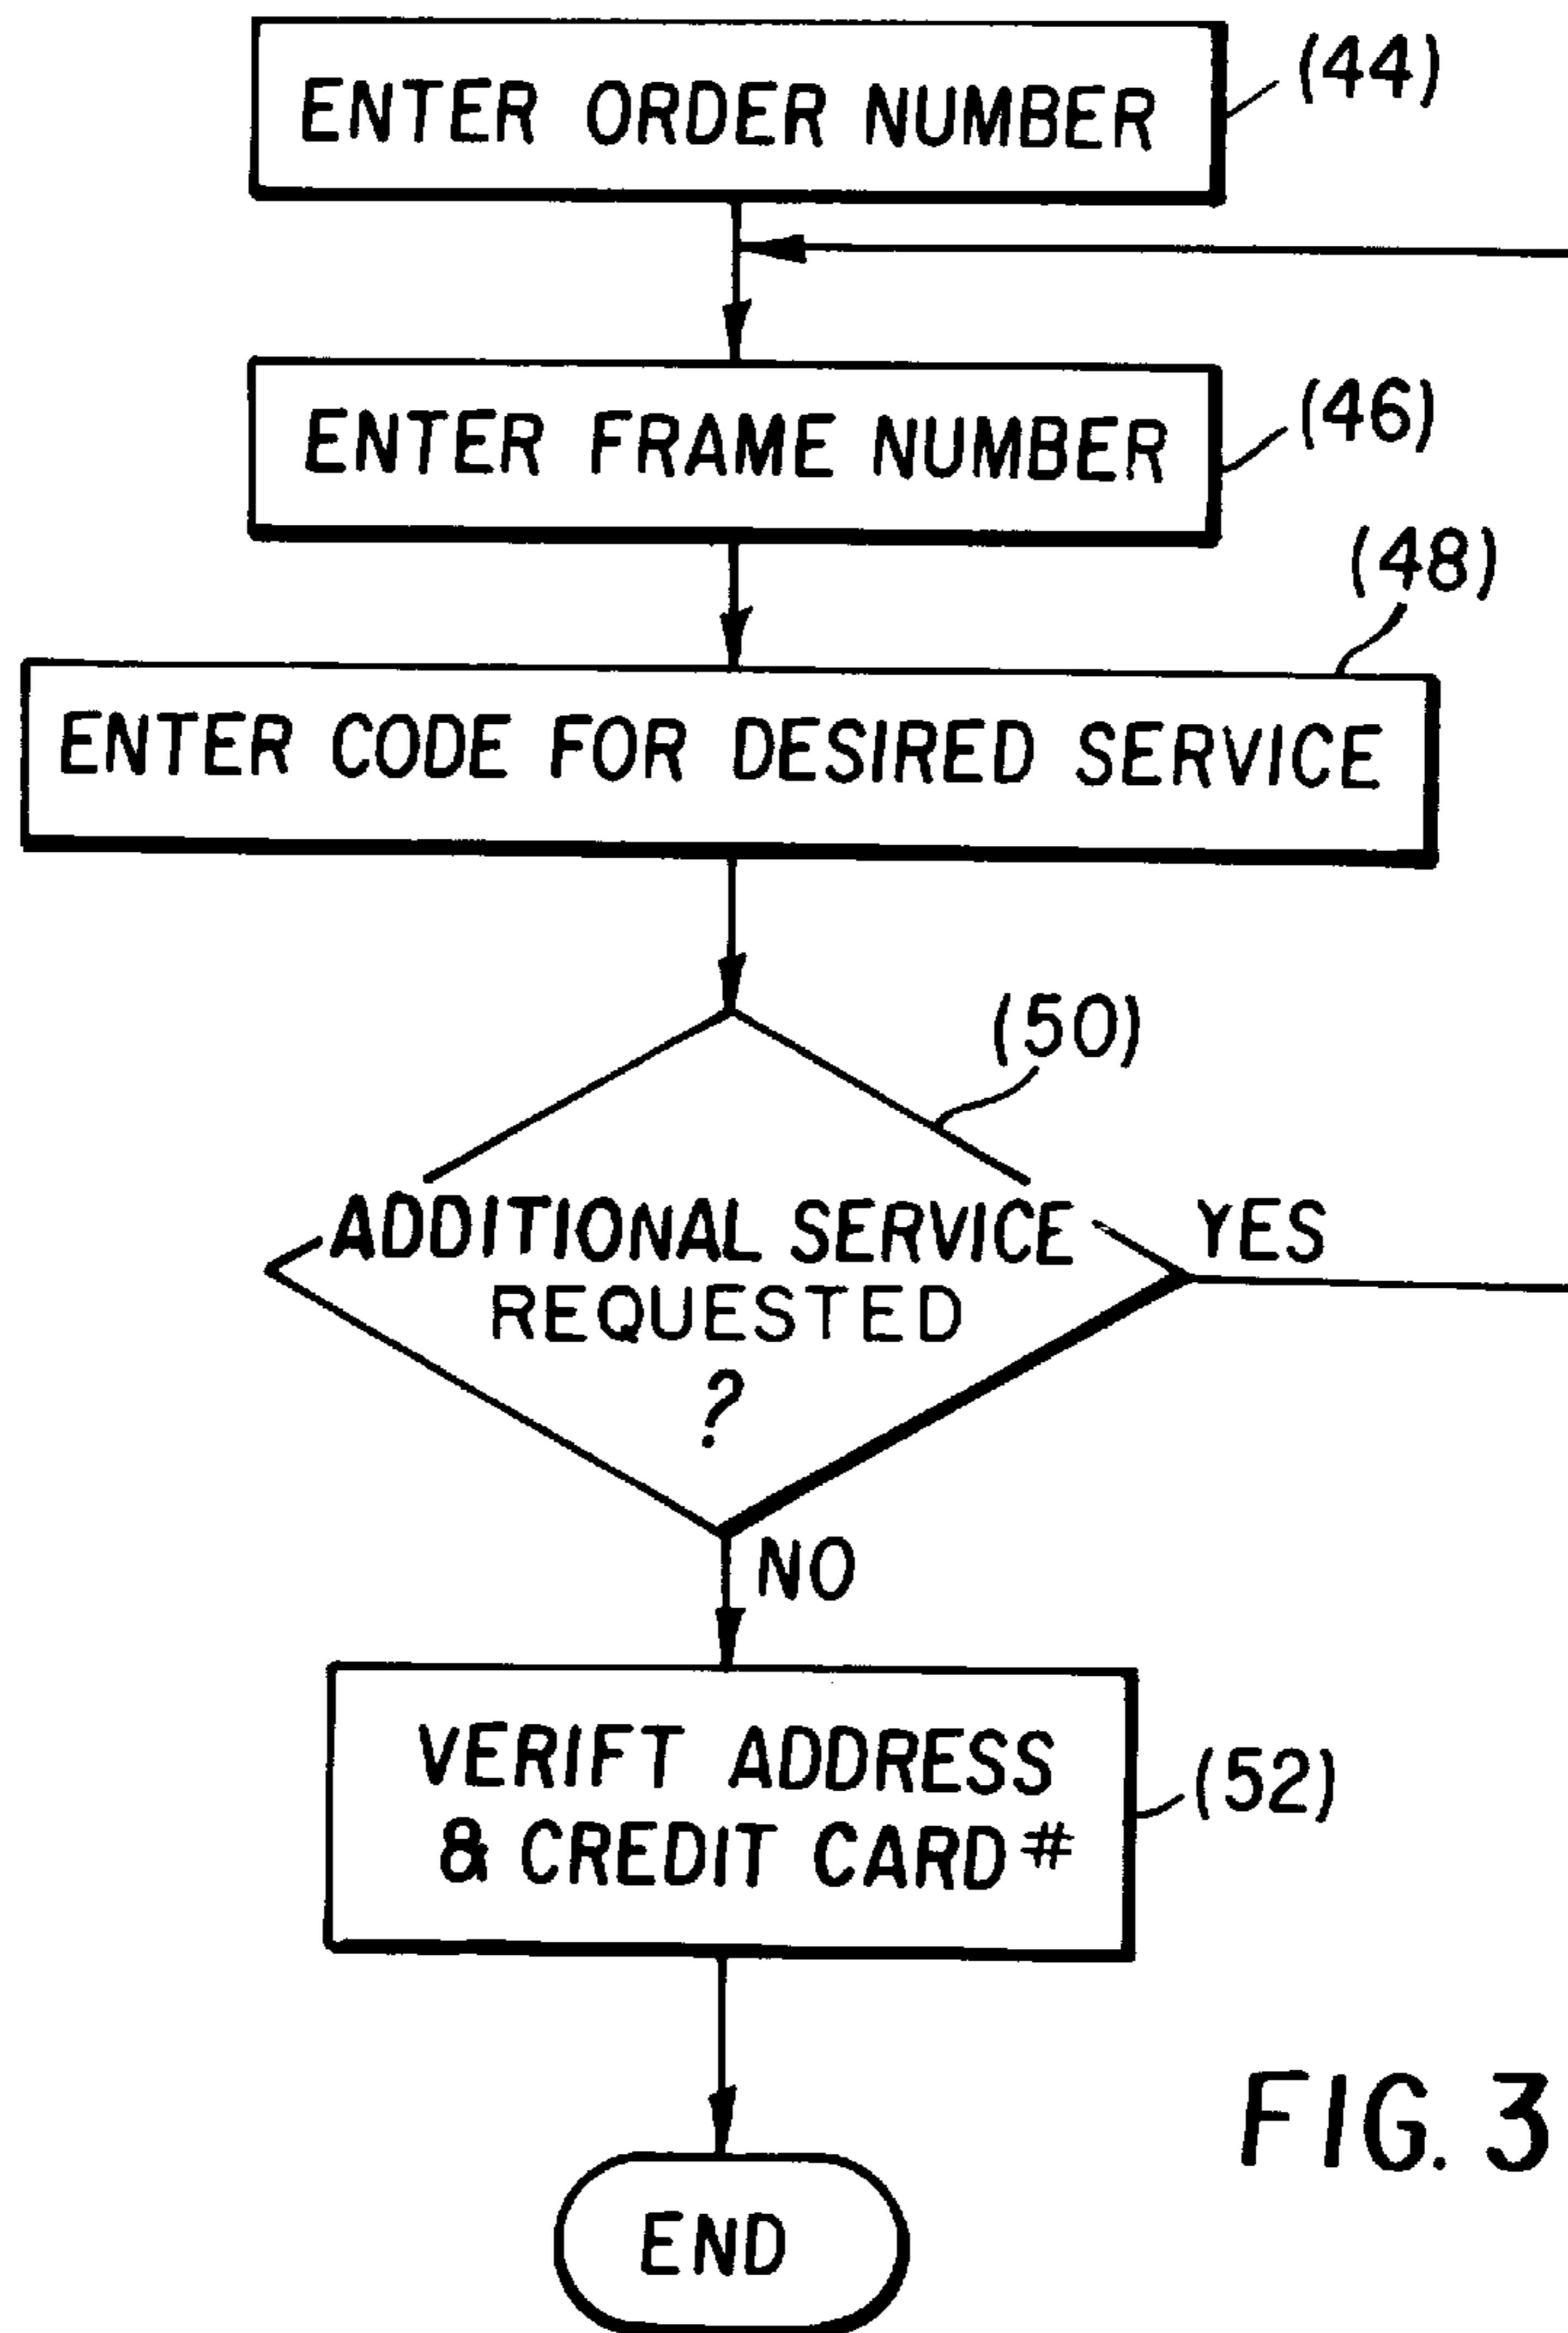 ENTER ORDER NUMBER
(44)
ENTER FRAME NUMBER
(46)
(48)
ENTER CODE FOR DESIRED SERVICE
(50)
ADDITIONAL SERVICE
REQUESTED
?
YES
NO
VERIFT ADDRESS
& CREDIT CARD #
(52)
END
FIG. 3